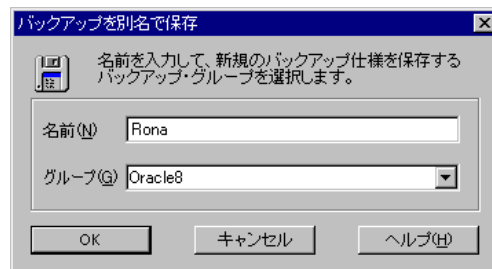 バックアップを別名で保存
名前を入力して、新規のバックアップ仕様を保存する
バックアップ・グループを選択します。
名前(N) Rona
グループ(G) Oracle8
OK キャンセル ヘルプ(H)